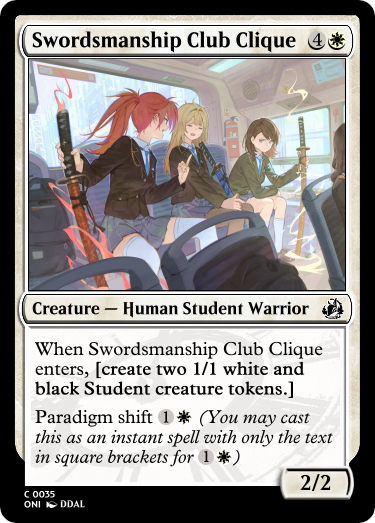 Swordsmanship Club Clique 4
Creature — Human Student Warrior
When Swordsmanship Club Clique
enters, [create two 1/1 white and
black Student creature tokens.]
Paradigm shift 1 (You may cast
this as an instant spell with only the text
in square brackets for 1 )
2/2
C 0035
ONI DDAL